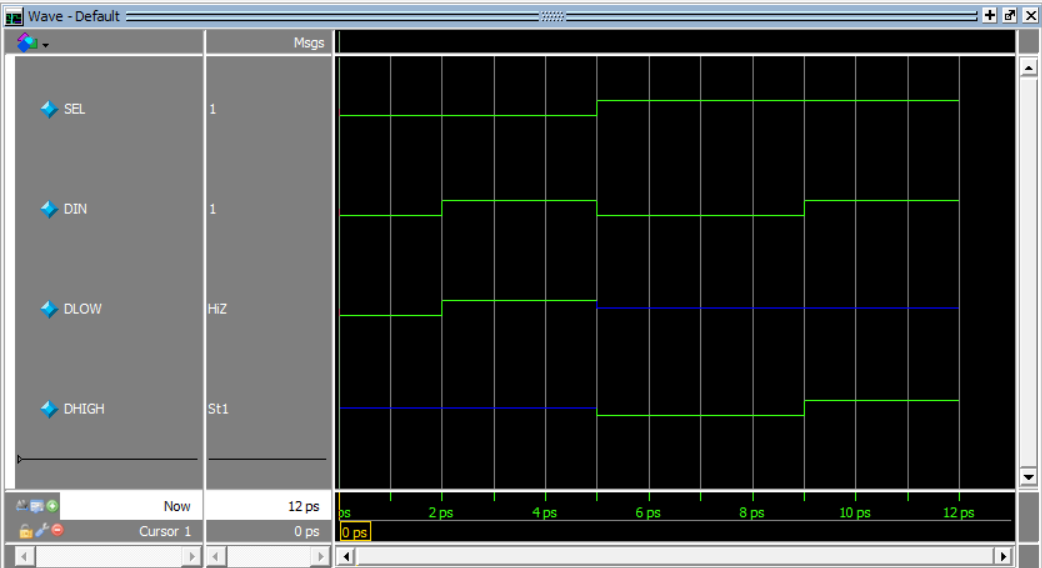 Wave - Default
Msgs
SEL 1
DIN 1
DLOW HiZ
DHIGH St1
Now 12 ps ps 2 ps 4 ps 6 ps 8 ps 10 ps 12 ps
Cursor 1 0 ps 0 ps